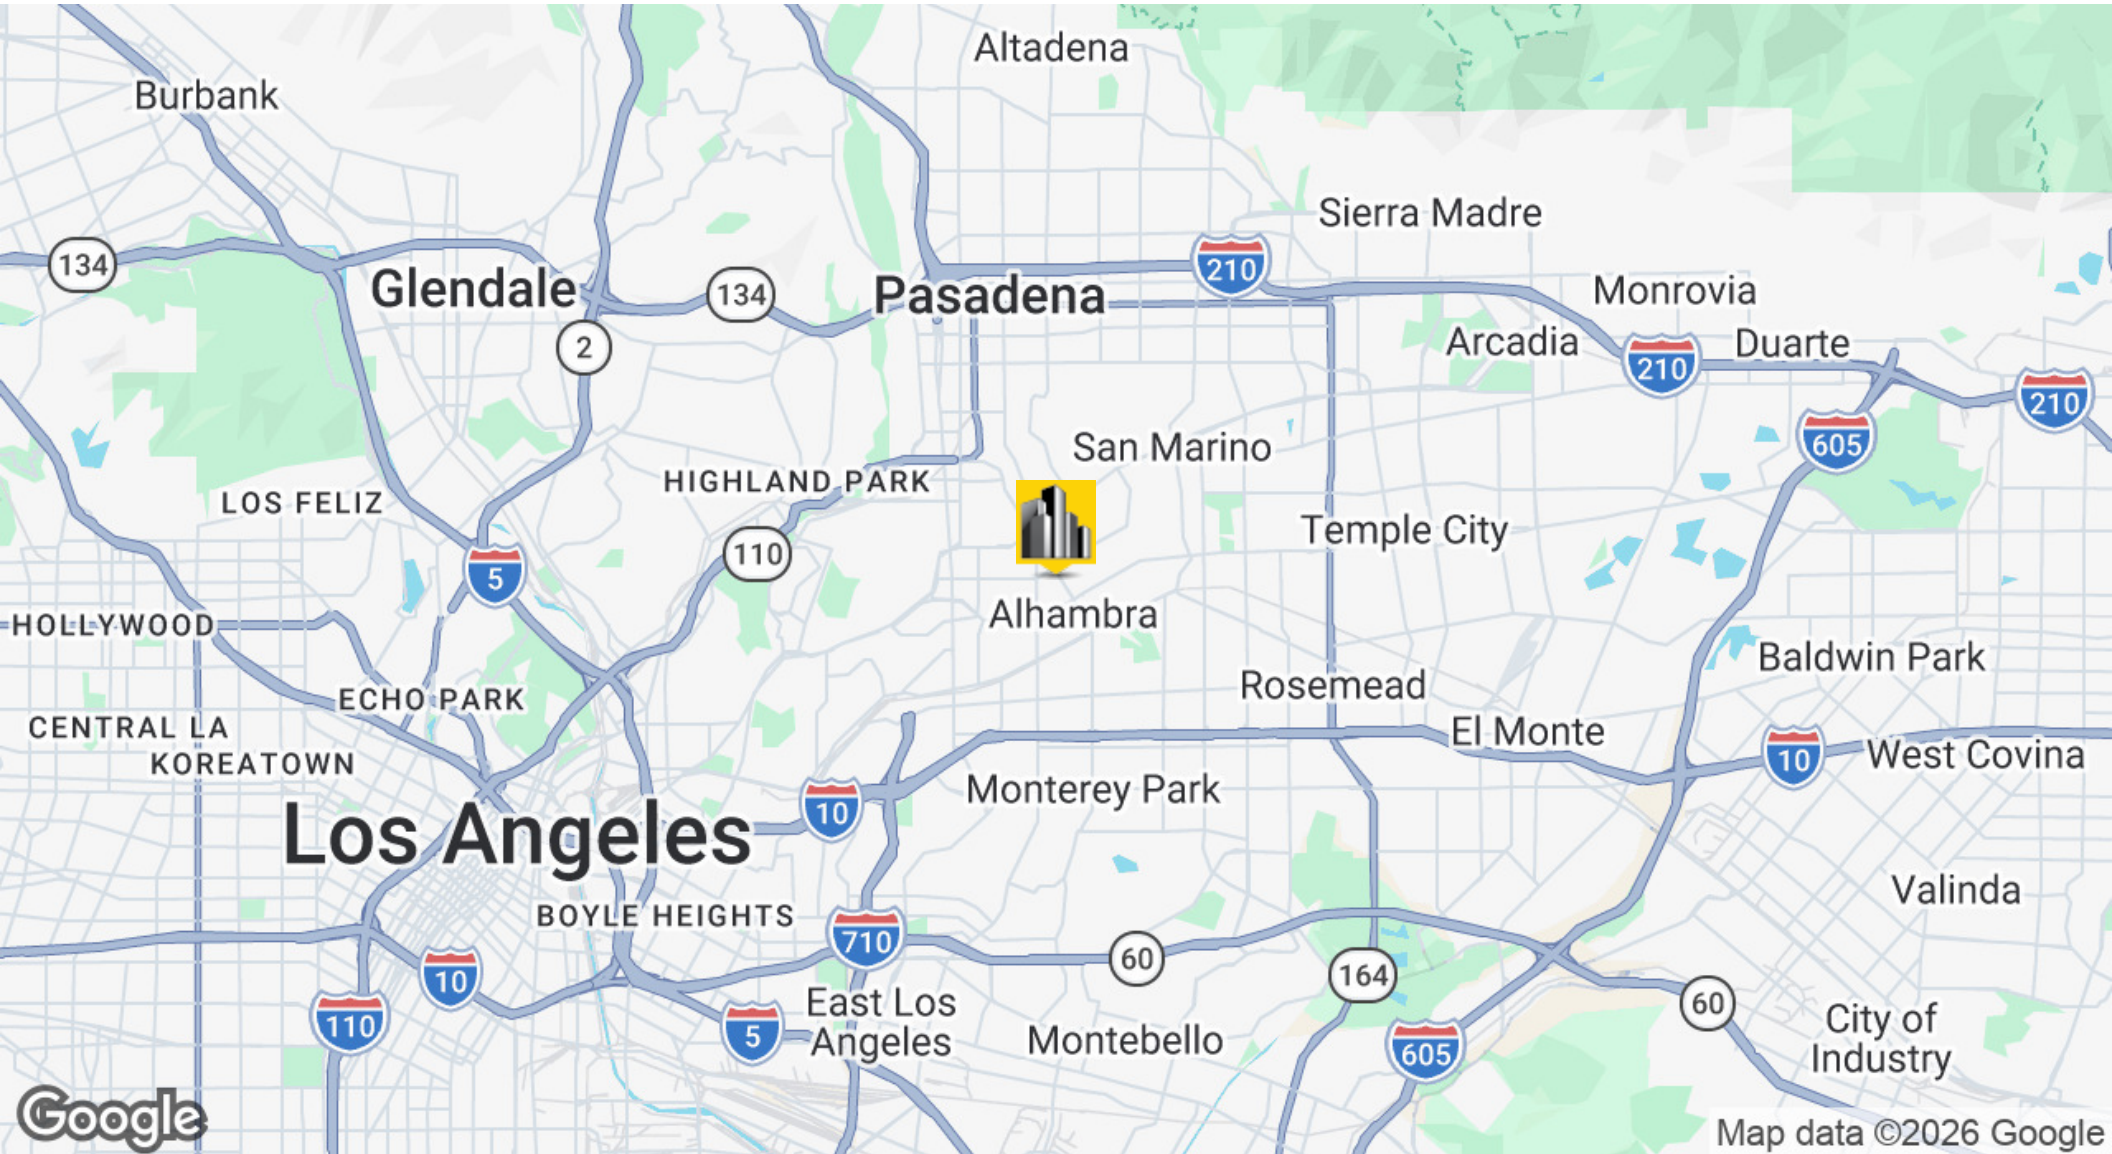 Altadena
Burbank
Sierra Madre
134
210
Glendale
134
Pasadena
Monrovia
2
Arcadia
Duarte
210
210
605
San Marino
HIGHLAND PARK
LOS FELIZ
Temple City
110
5
Alhambra
HOLLYWOOD
Baldwin Park
Rosemead
ECHO PARK
CENTRAL LA
El Monte
KOREATOWN
10
West Covina
Monterey Park
10
Los Angeles
Valinda
BOYLE HEIGHTS
710
60
164
10
East Los
Angeles
60
110
5
Montebello
605
City of
Industry
Google
Map data ©2026 Google